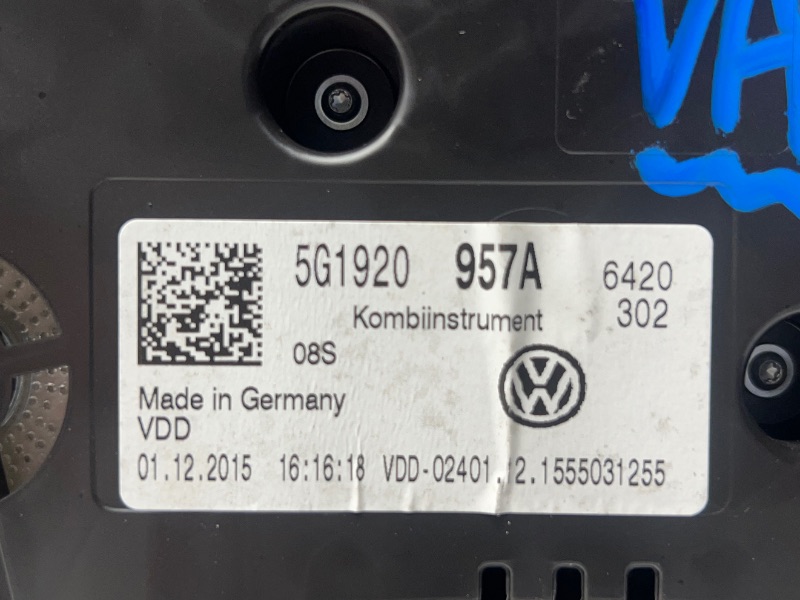 VA
5G1920 957A 6420
Kombiinstrument 302
08S
Made in Germany
VDD
01.12.2015 16:16:18 VDD-02401.12.1555031255